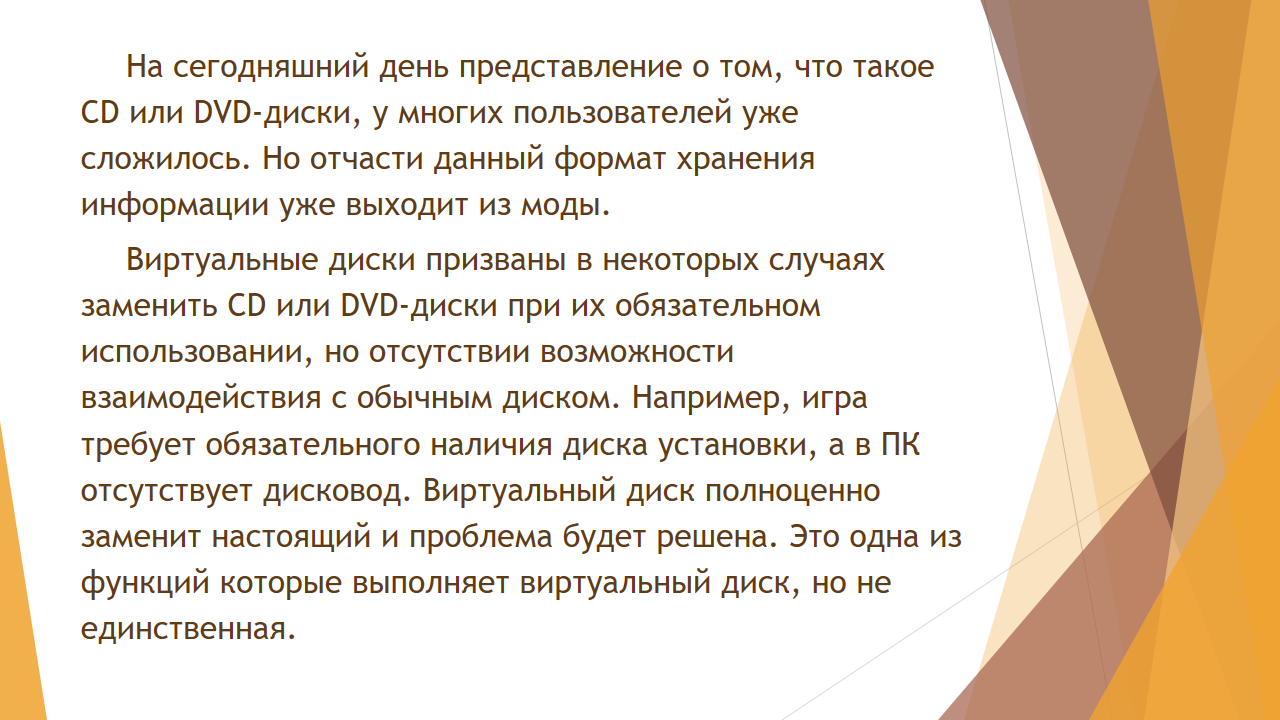 На сегодняшний день представление о том, что такое
CD или DVD-диски, у многих пользователей уже
сложилось. Но отчасти данный формат хранения
информации уже выходит из моды.
Виртуальные диски призваны в некоторых случаях
заменить CD или DVD-диски при их обязательном
использовании, но отсутствии возможности
взаимодействия с обычным диском. Например, игра
требует обязательного наличия диска установки, а в ПК
отсутствует дисковод. Виртуальный диск полноценно
заменит настоящий и проблема будет решена. Это одна из
функций которые выполняет виртуальный диск, но не
единственная.